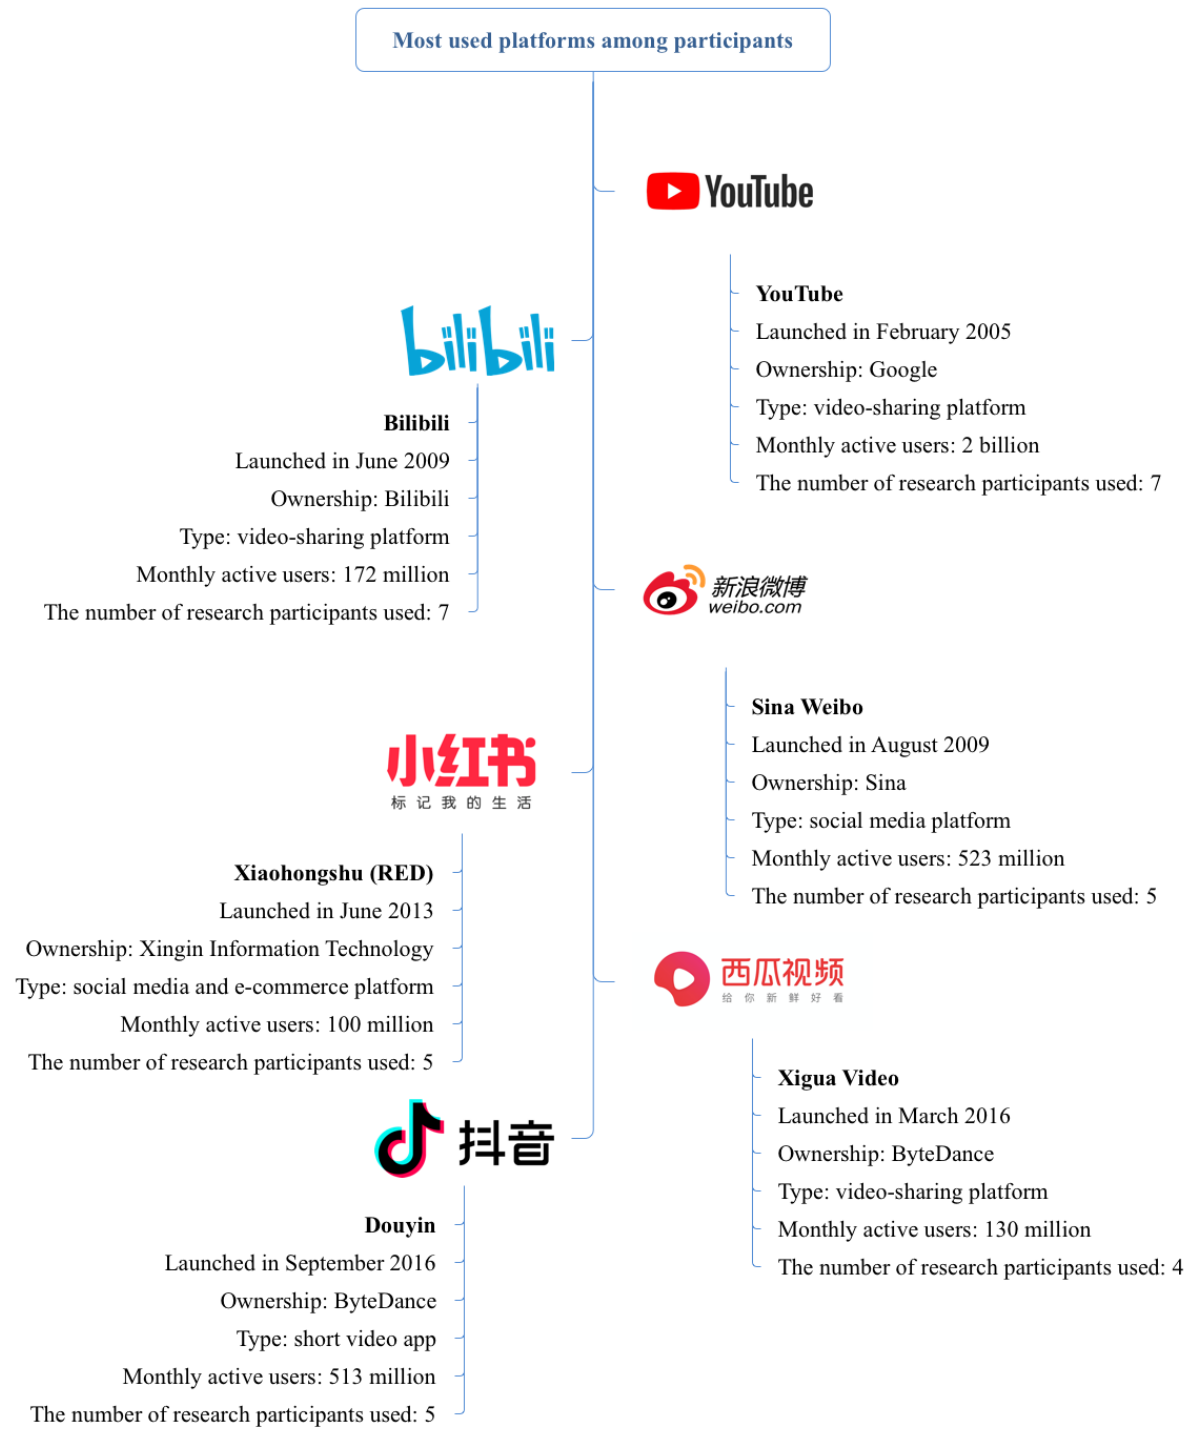 Most used platforms among participants
YouTube
YouTube
Launched in February 2005
Ownership: Google
Type: video-sharing platform
Monthly active users: 2 billion
The number of research participants used: 7
bilibili
Bilibili
Launched in June 2009
Ownership: Bilibili
Type: video-sharing platform
Monthly active users: 172 million
The number of research participants used: 7
新浪微博
weibo.com
Sina Weibo
Launched in August 2009
Ownership: Sina
Type: social media platform
Monthly active users: 523 million
The number of research participants used: 5
小红书
标记我的生活
Xiaohongshu (RED)
Launched in June 2013
Ownership: Xingin Information Technology
Type: social media and e-commerce platform
Monthly active users: 100 million
The number of research participants used: 5
西瓜视频
给你新鲜好看
Xigua Video
Launched in March 2016
Ownership: ByteDance
Type: video-sharing platform
Monthly active users: 130 million
The number of research participants used: 4
抖音
Douyin
Launched in September 2016
Ownership: ByteDance
Type: short video app
Monthly active users: 513 million
The number of research participants used: 5